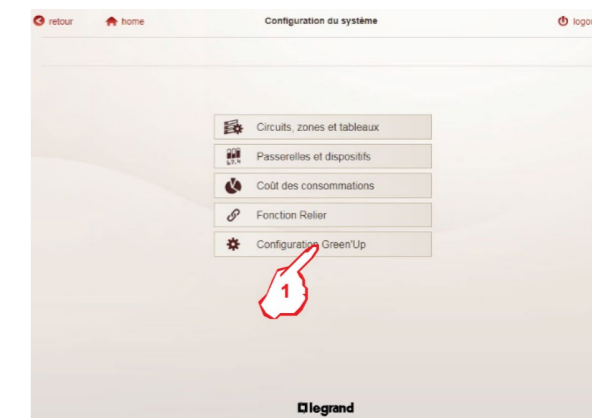 retour home Configuration du système logou
Circuits, zones et tableaux
Passerelles et dispositifs
Coût des consommations
Fonction Relier
Configuration Green'Up
1
legrand